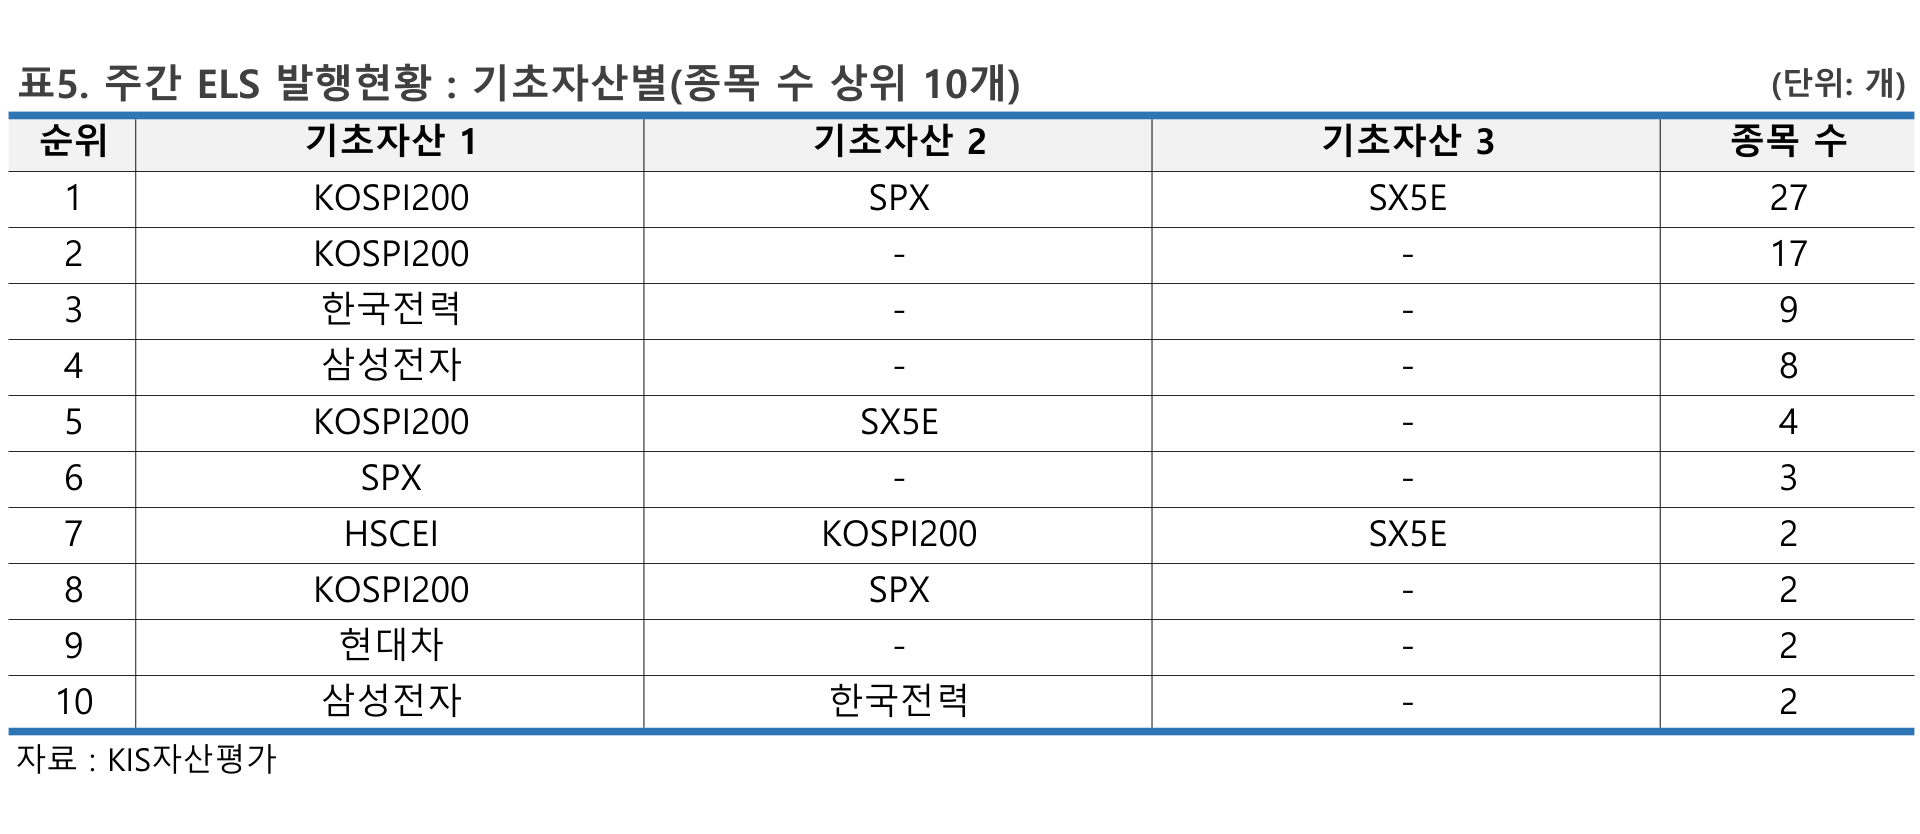 표5. 주간 ELS 발행현황 : 기초자산별(종목 수 상위 10개) (단위: 개)
순위 기초자산 1 기초자산 2 기초자산 3 종목 수
1 KOSPI200 SPX SX5E 27
2 KOSPI200 - - 17
3 한국전력 - - 9
4 삼성전자 - - 8
5 KOSPI200 SX5E - 4
6 SPX - - 3
7 HSCEI KOSPI200 SX5E 2
8 KOSPI200 SPX - 2
9 현대차 - - 2
10 삼성전자 한국전력 - 2
자료 : KIS자산평가